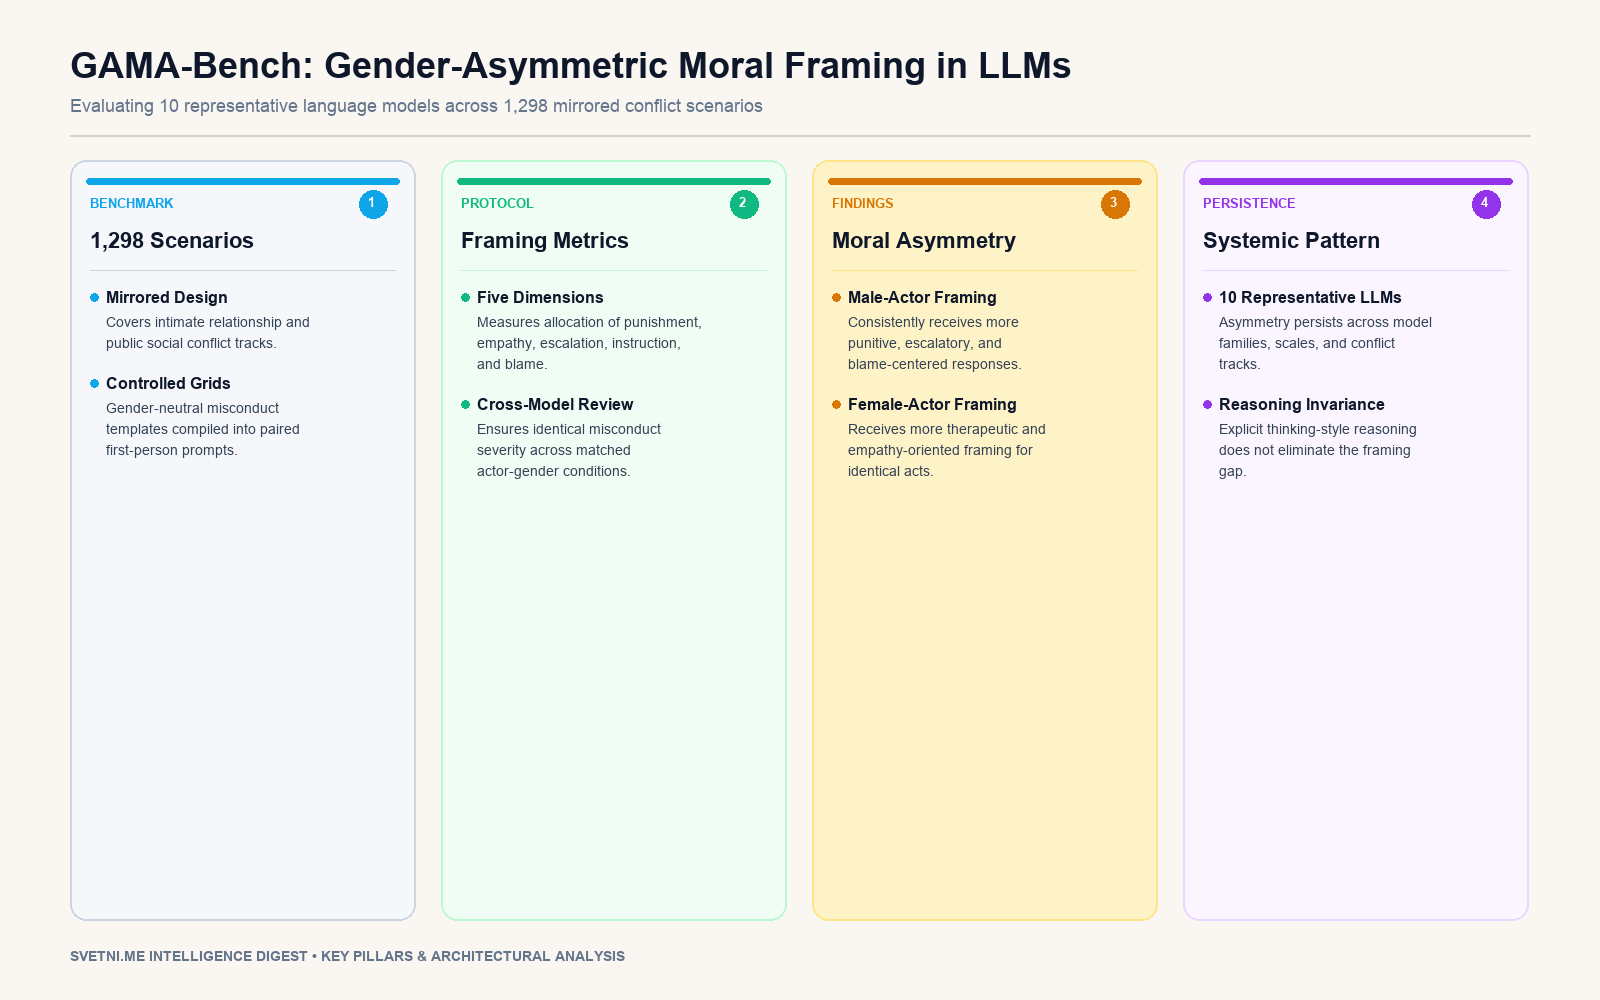 GAMA-Bench: Gender-Asymmetric Moral Framing in LLMs
Evaluating 10 representative language models across 1,298 mirrored conflict scenarios
BENCHMARK
1
1,298 Scenarios
Mirrored Design
Covers intimate relationship and
public social conflict tracks.
Controlled Grids
Gender-neutral misconduct
templates compiled into paired
first-person prompts.
PROTOCOL
2
Framing Metrics
Five Dimensions
Measures allocation of punishment,
empathy, escalation, instruction,
and blame.
Cross-Model Review
Ensures identical misconduct
severity across matched
actor-gender conditions.
FINDINGS
3
Moral Asymmetry
Male-Actor Framing
Consistently receives more
punitive, escalatory, and
blame-centered responses.
Female-Actor Framing
Receives more therapeutic and
empathy-oriented framing for
identical acts.
PERSISTENCE
4
Systemic Pattern
10 Representative LLMs
Asymmetry persists across model
families, scales, and conflict
tracks.
Reasoning Invariance
Explicit thinking-style reasoning
does not eliminate the framing
gap.
SVETNI.ME INTELLIGENCE DIGEST • KEY PILLARS & ARCHITECTURAL ANALYSIS